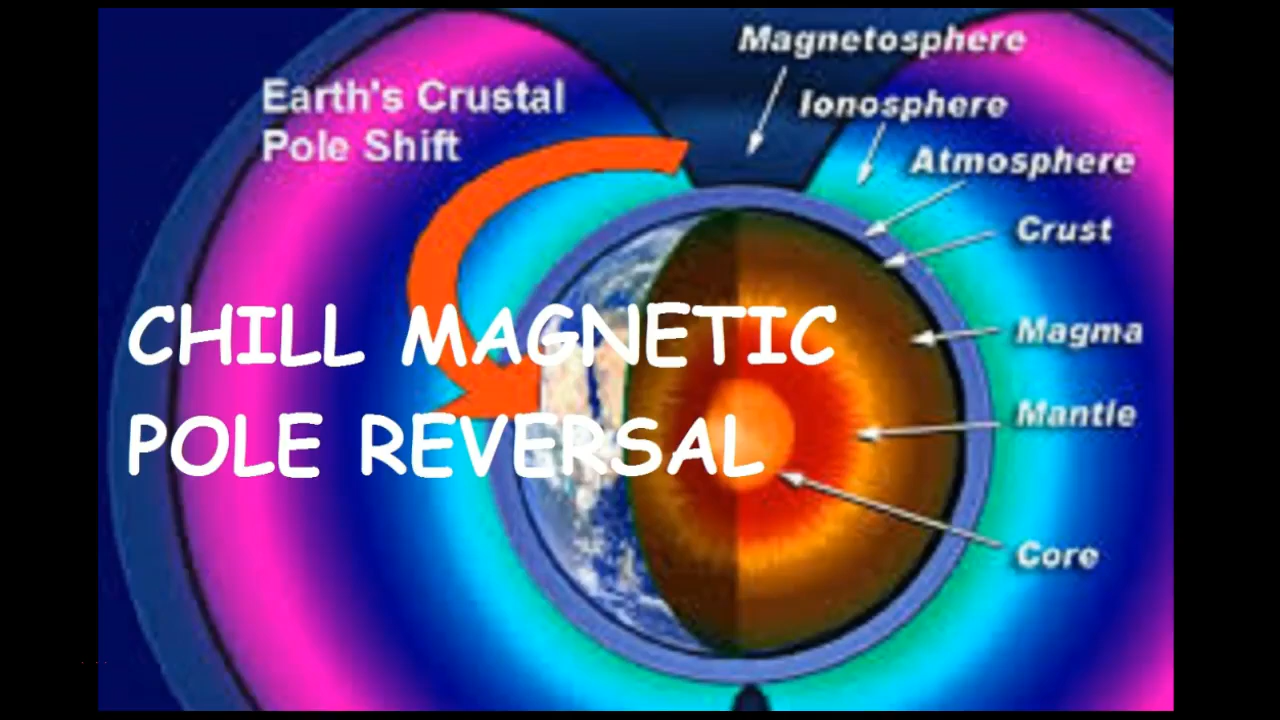 Earth's Crustal
Pole Shift
Magnetosphere
Ionosphere
Atmosphere
Crust
CHILL MAGNETIC
POLE REVERSAL
Magma
Mantle
Core